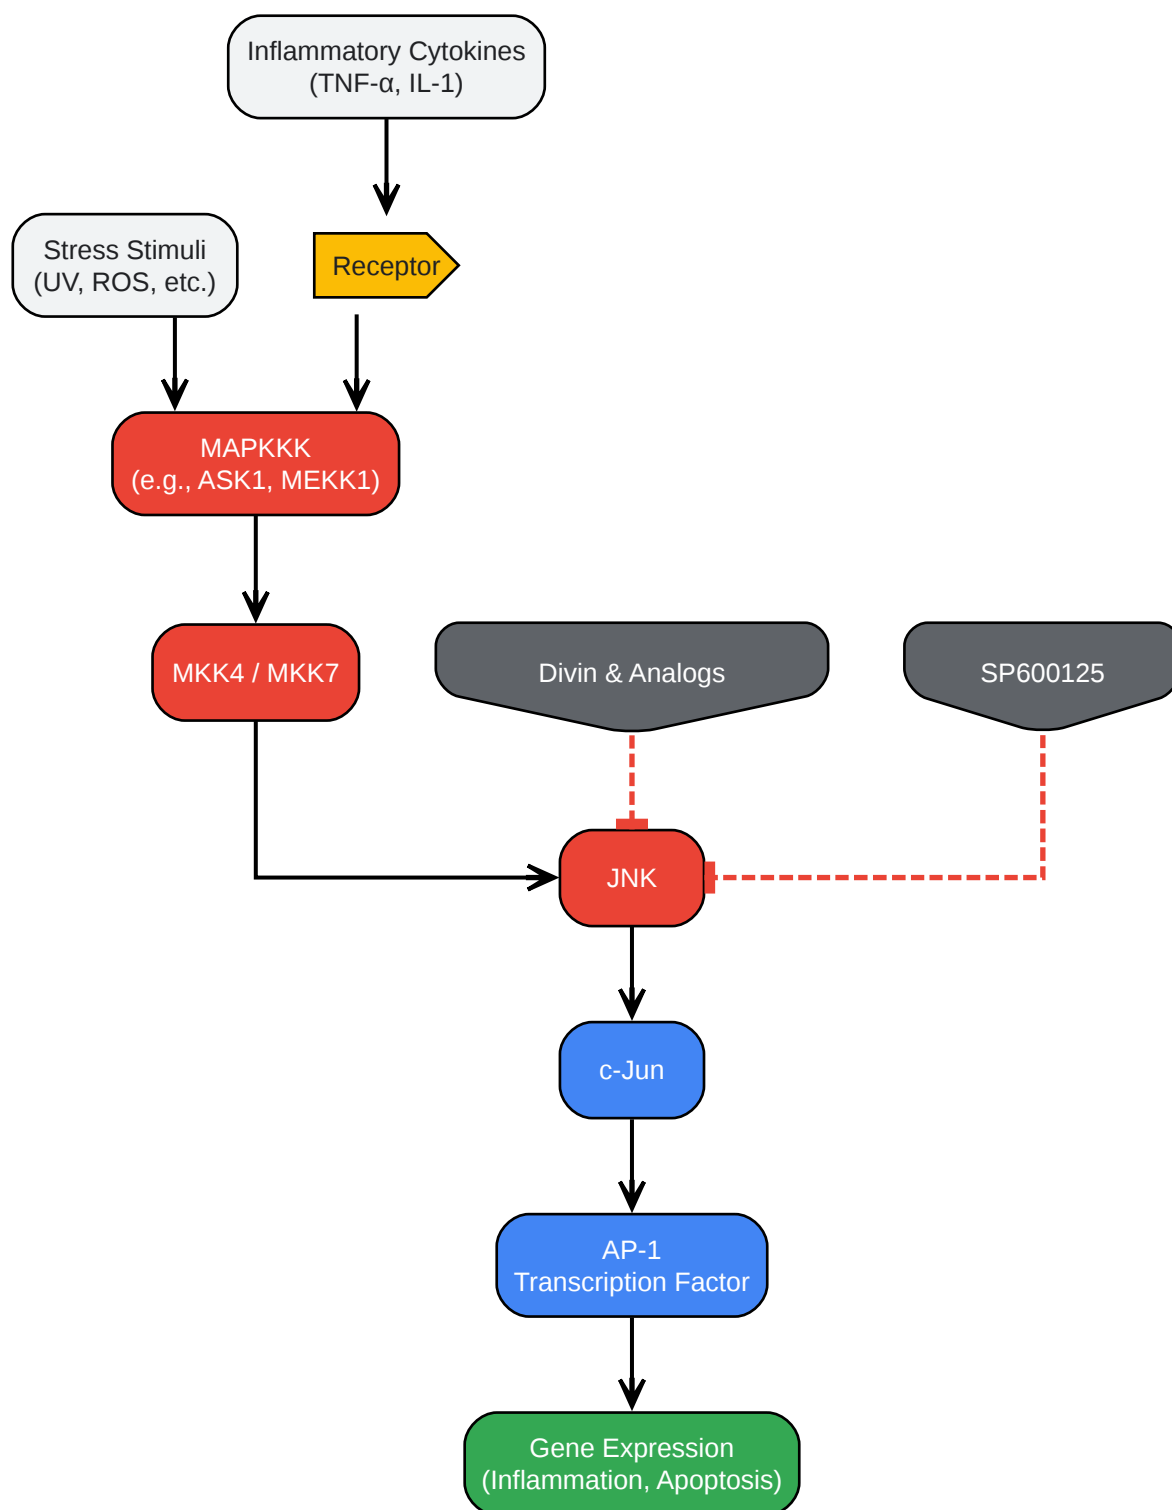 Inflammatory Cytokines
(TNF-α, IL-1)
Stress Stimuli
(UV, ROS, etc.)
Receptor
MAPKKK
(e.g., ASK1, MEKK1)
MKK4 / MKK7
Divin & Analogs
SP600125
JNK
c-Jun
AP-1
Transcription Factor
Gene Expression
(Inflammation, Apoptosis)